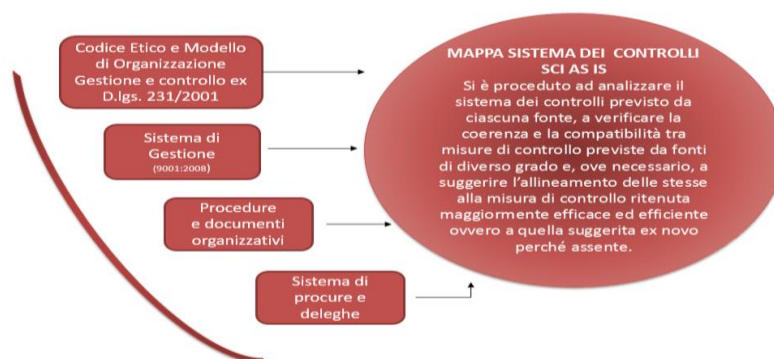 Codice Etico e Modello
di Organizzazione
Gestione e controllo ex
D.lgs. 231/2001
Sistema di
Gestione
(9001:2008)
Procedure
e documenti
organizzativi
Sistema di
procure e
deleghe
MAPPA SISTEMA DEI CONTROLLI
SCI AS IS
Si è proceduto ad analizzare il
sistema dei controlli previsto da
ciascuna fonte, a verificare la
coerenza e la compatibilità tra
misure di controllo previste da fonti
di diverso grado e, ove necessario, a
suggerire l’allineamento delle stesse
alla misura di controllo ritenuta
maggiormente efficace ed efficiente
ovvero a quella suggerita ex novo
perché assente.